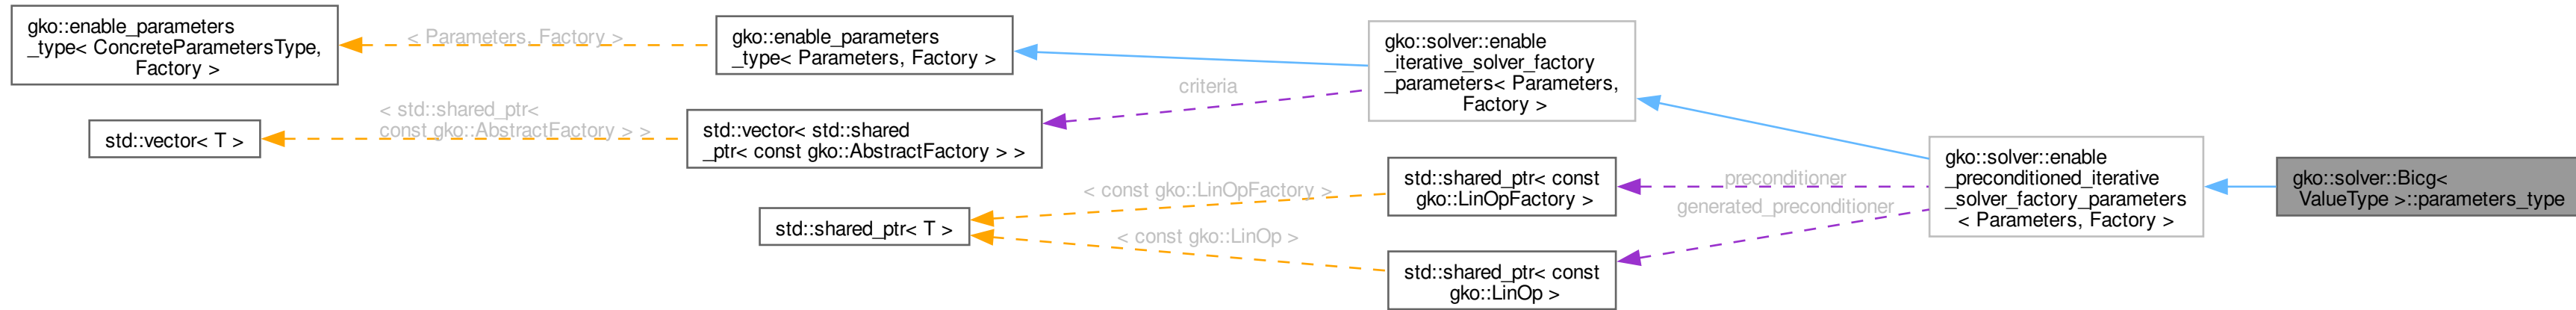 gko::enable_parameters
_type< ConcreteParametersType,
Factory >
< Parameters, Factory >
gko::enable_parameters
_type< Parameters, Factory >
gko::solver::enable
_iterative_solver_factory
_parameters< Parameters,
Factory >
criteria
std::vector< T >
< std::shared_ptr<
const gko::AbstractFactory > >
std::vector< std::shared
_ptr< const gko::AbstractFactory > >
std::shared_ptr< T >
< const gko::LinOpFactory >
< const gko::LinOp >
std::shared_ptr< const
gko::LinOpFactory >
std::shared_ptr< const
gko::LinOp >
preconditioner
generated_preconditioner
gko::solver::enable
_preconditioned_iterative
_solver_factory_parameters
< Parameters, Factory >
gko::solver::Bicg<
ValueType >::parameters_type